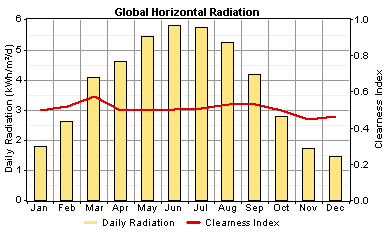 Global Horizontal Radiation
Daily Radiation (kWh/m²/d)
6
5
4
3
2
1
0
1.0
0.8
0.6
0.4
0.2
0.0
Clearness Index
Jan Feb Mar Apr May Jun Jul Aug Sep Oct Nov Dec
Daily Radiation Clearness Index